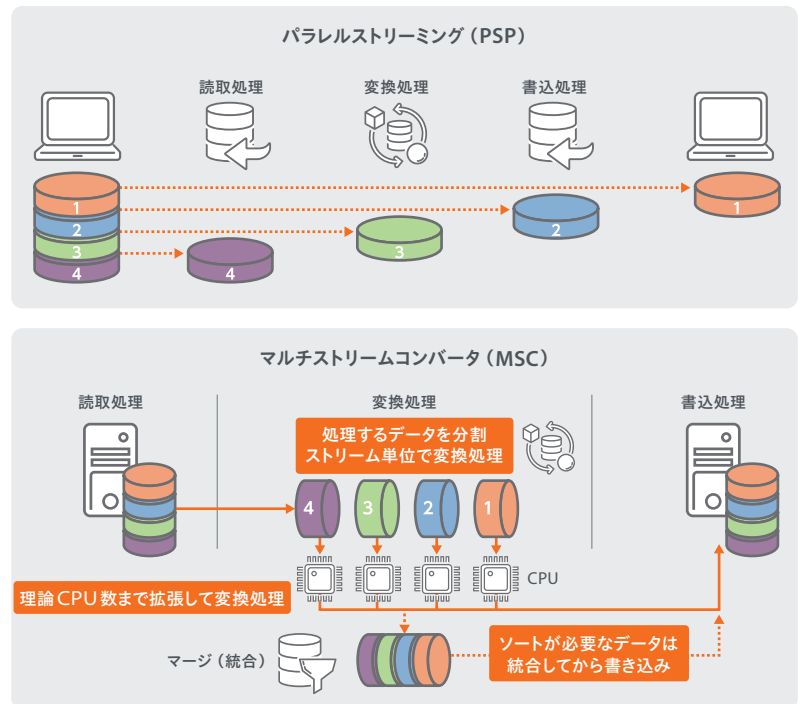 パラレルストリーミング（PSP）
読取処理
変換処理
書込処理
1
2
3
4
4
3
2
1
マルチストリームコンバータ（MSC）
読取処理
変換処理
書込処理
処理するデータを分割
ストリーム単位で変換処理
4
3
2
1
CPU
理論CPU数まで拡張して変換処理
マージ（統合）
ソートが必要なデータは
統合してから書き込み